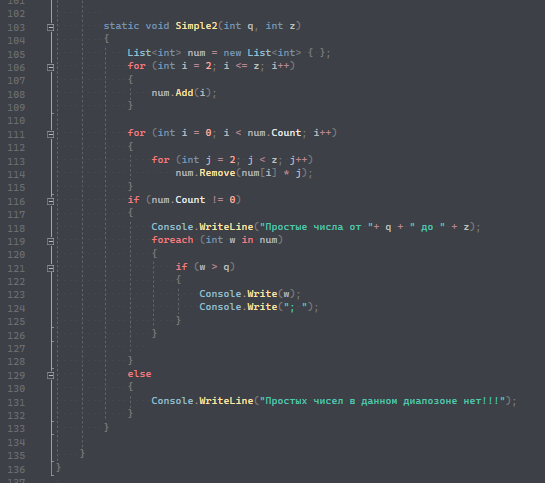 101
102
103 static void Simple2(int q, int z)
104 {
105 List<int> num = new List<int> { };
106 for (int i = 2; i <= z; i++)
107 {
108 num.Add(i);
109 }
110
111 for (int i = 0; i < num.Count; i++)
112 {
113 for (int j = 2; j < z; j++)
114 num.Remove(num[i] * j);
115 }
116 if (num.Count != 0)
117 {
118 Console.WriteLine("Простые числа от "+ q + " до " + z);
119 foreach (int w in num)
120 {
121 if (w > q)
122 {
123 Console.Write(w);
124 Console.Write("; ");
125 }
126 }
127
128 }
129 else
130 {
131 Console.WriteLine("Простых чисел в данном диапозоне нет!!!");
132 }
133 }
134
135 }
136 }
137